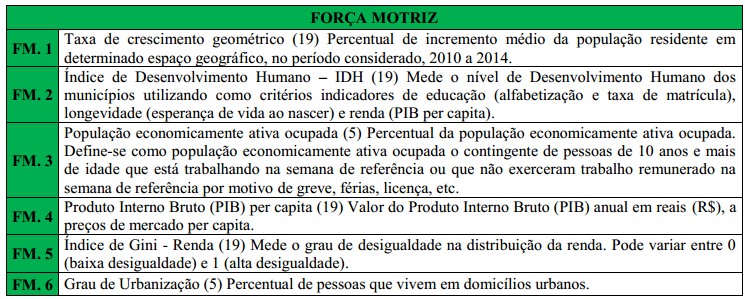 FORÇA MOTRIZ
FM. 1 Taxa de crescimento geométrico (19) Percentual de incremento médio da população residente em
determinado espaço geográfico, no período considerado, 2010 a 2014.
FM. 2 Índice de Desenvolvimento Humano – IDH (19) Mede o nível de Desenvolvimento Humano dos
municípios utilizando como critérios indicadores de educação (alfabetização e taxa de matrícula),
longevidade (esperança de vida ao nascer) e renda (PIB per capita).
FM. 3 População economicamente ativa ocupada (5) Percentual da população economicamente ativa ocupada.
Define-se como população economicamente ativa ocupada o contingente de pessoas de 10 anos e mais
de idade que está trabalhando na semana de referência ou que não exerceram trabalho remunerado na
semana de referência por motivo de greve, férias, licença, etc.
FM. 4 Produto Interno Bruto (PIB) per capita (19) Valor do Produto Interno Bruto (PIB) anual em reais (R$), a
preços de mercado per capita.
FM. 5 Índice de Gini - Renda (19) Mede o grau de desigualdade na distribuição da renda. Pode variar entre 0
(baixa desigualdade) e 1 (alta desigualdade).
FM. 6 Grau de Urbanização (5) Percentual de pessoas que vivem em domicílios urbanos.